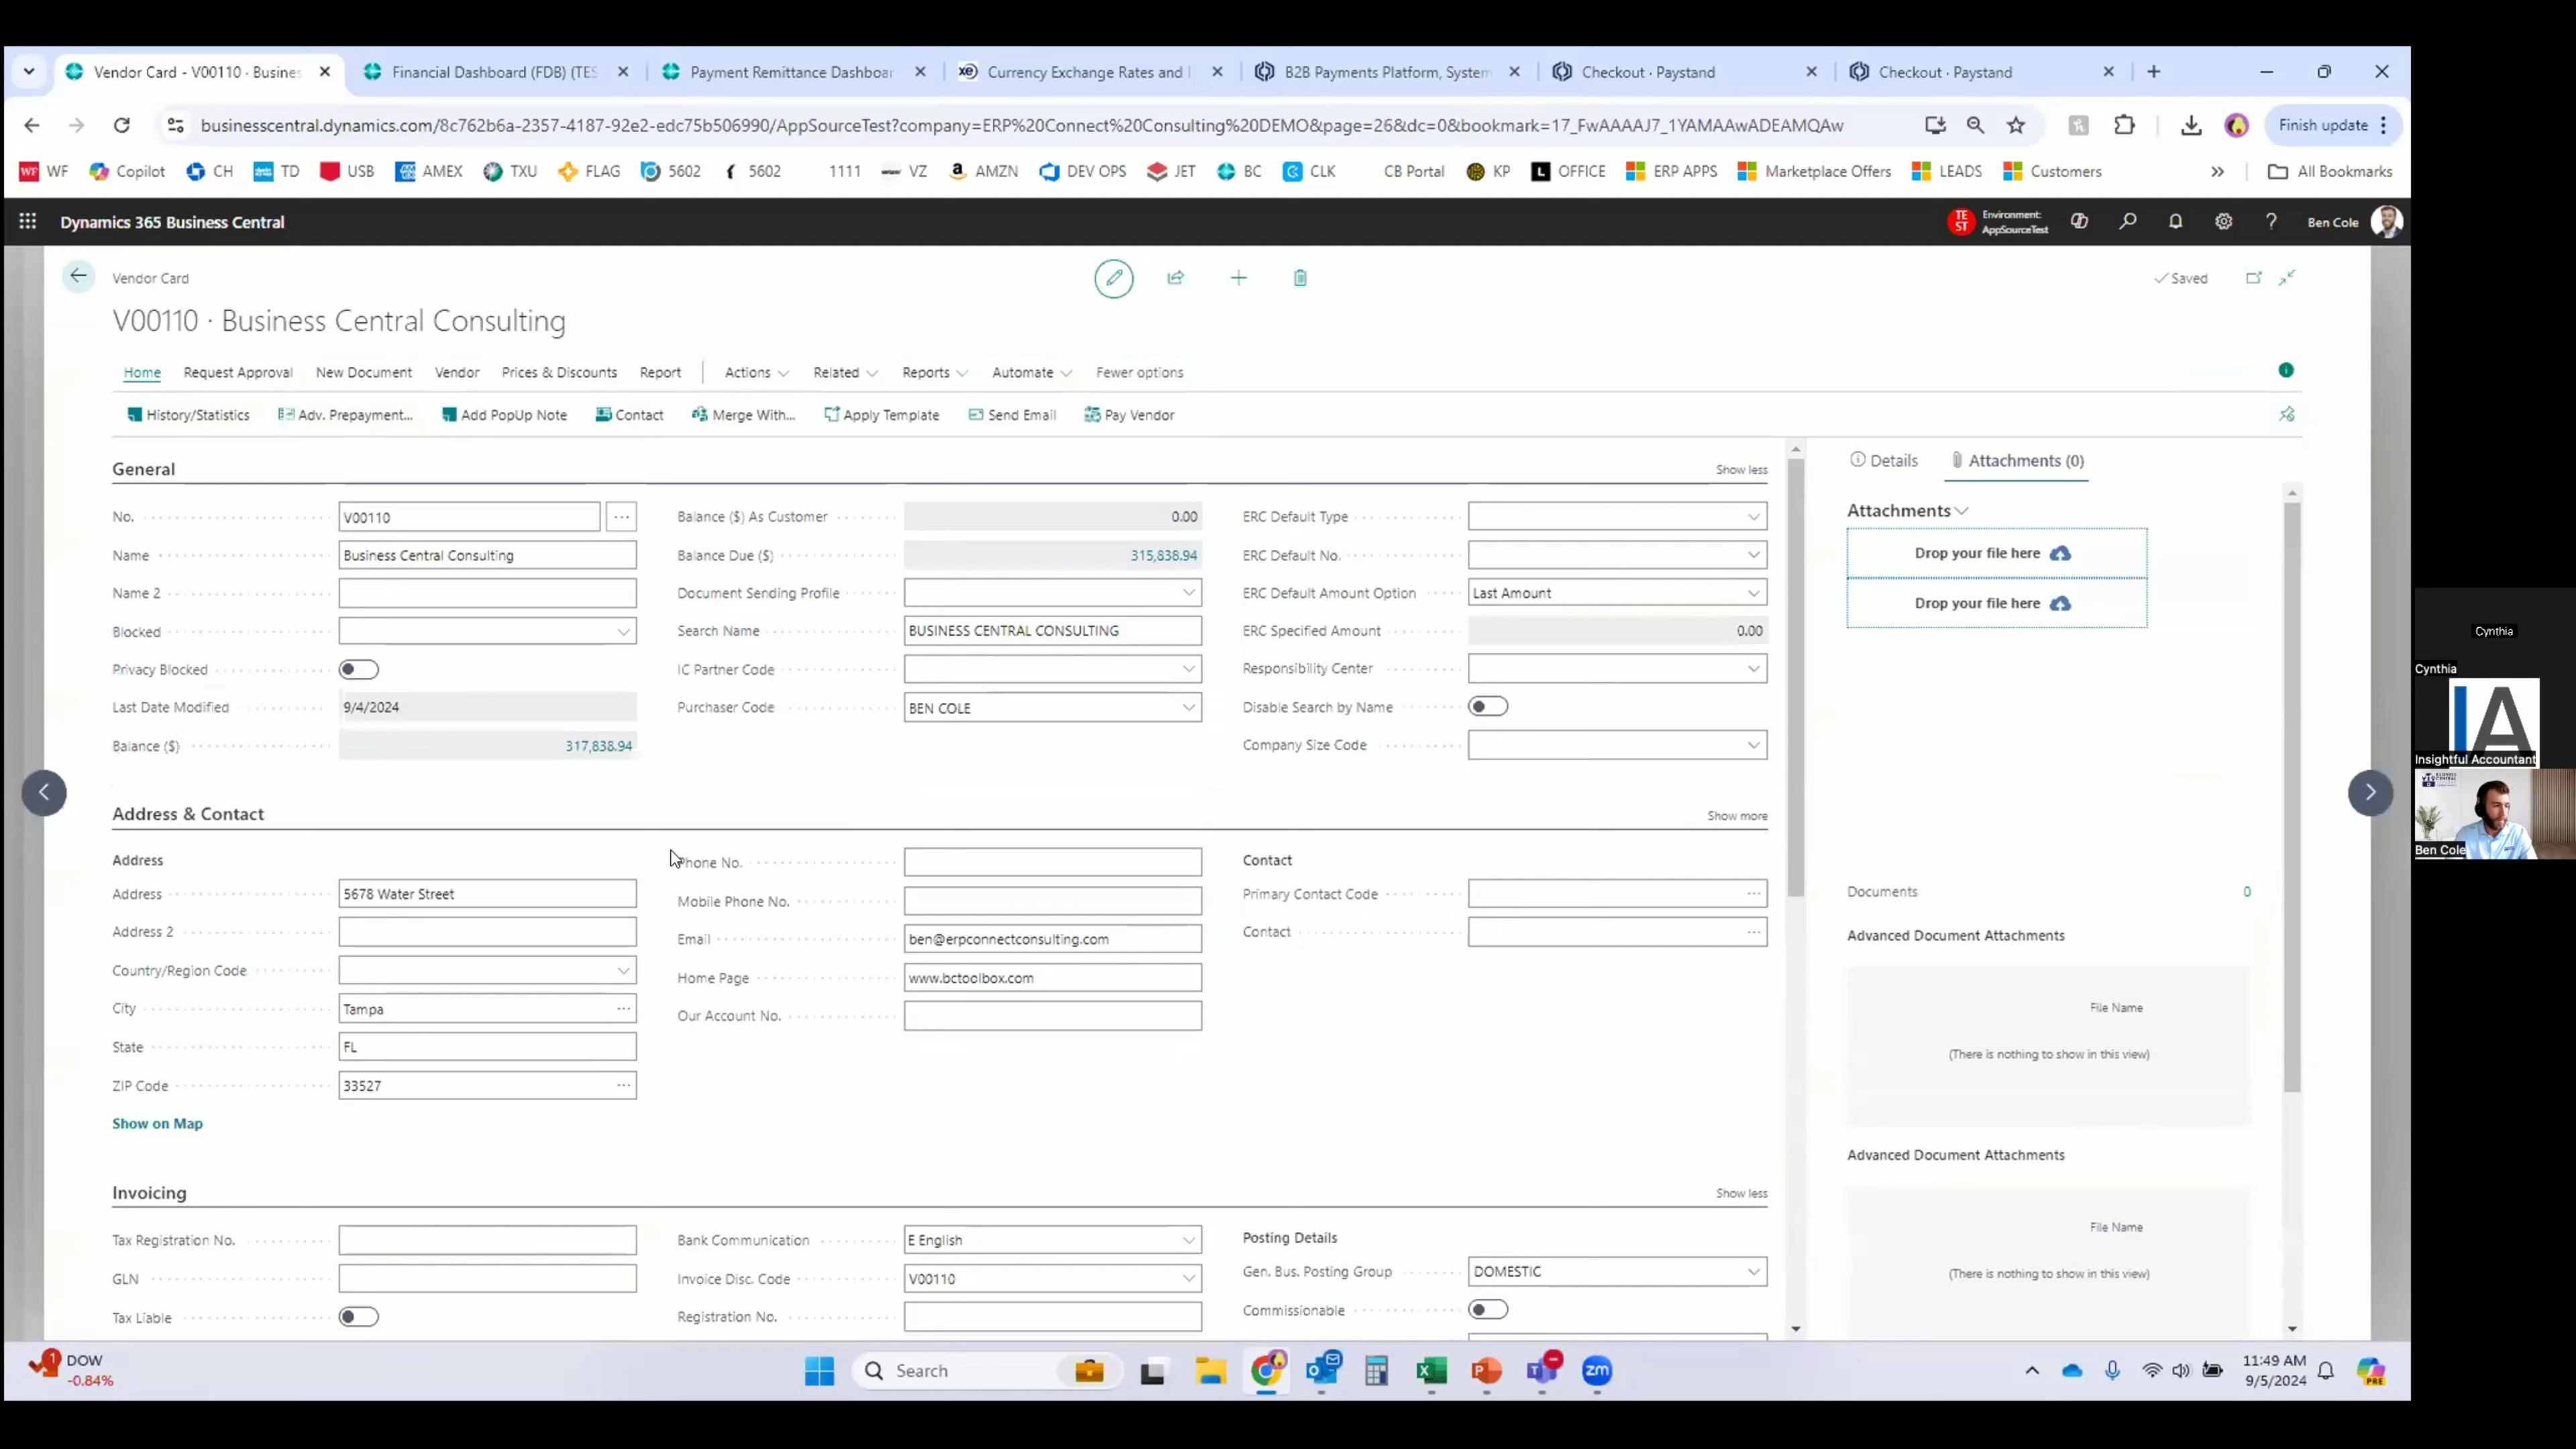 Vendor Card - V00110 - Busines
Financial Dashboard (FDB) (TES
Payment Remittance Dashboar
Currency Exchange Rates and I
B2B Payments Platform, System
Checkout · Paystand
Checkout · Paystand
businesscentral.dynamics.com/8c762b6a-2357-4187-92e2-edc75b506990/AppSourceTest?company=ERP%20Connect%20Consulting%20DEMO&page=26&dc=0&bookmark=17_FwAAAAJ7_1YAMAAwADEAMQAw
Finish update
WF WF Copilot CH TD USB AMEX TXU FLAG 5602 5602 1111 VZ AMZN DEV OPS JET BC CLK CB Portal KP L OFFICE ERP APPS Marketplace Offers LEADS Customers » All Bookmarks
Dynamics 365 Business Central
TE
ST
Environment:
AppSourceTest
Ben Cole
Vendor Card
Saved
V00110 · Business Central Consulting
Home Request Approval New Document Vendor Prices & Discounts Report Actions Related Reports Automate Fewer options
History/Statistics Adv. Prepayment... Add PopUp Note Contact Merge With... Apply Template Send Email Pay Vendor
General
Show less
No. V00110
Name Business Central Consulting
Name 2
Blocked
Privacy Blocked
Last Date Modified 9/4/2024
Balance ($) 317,838.94
Balance ($) As Customer 0.00
Balance Due ($) 315,838.94
Document Sending Profile
Search Name BUSINESS CENTRAL CONSULTING
IC Partner Code
Purchaser Code BEN COLE
ERC Default Type
ERC Default No.
ERC Default Amount Option Last Amount
ERC Specified Amount 0.00
Responsibility Center
Disable Search by Name
Company Size Code
Address & Contact
Show more
Address
Address 5678 Water Street
Address 2
Country/Region Code
City Tampa
State FL
ZIP Code 33527
Show on Map
Phone No.
Mobile Phone No.
Email ben@erpconnectconsulting.com
Home Page www.bctoolbox.com
Our Account No.
Contact
Primary Contact Code
Contact
Invoicing
Show less
Tax Registration No.
GLN
Tax Liable
Bank Communication E English
Invoice Disc. Code V00110
Registration No.
Posting Details
Gen. Bus. Posting Group DOMESTIC
Commissionable
Details
Attachments (0)
Attachments
Drop your file here
Drop your file here
Documents 0
Advanced Document Attachments
File Name
(There is nothing to show in this view)
Advanced Document Attachments
File Name
(There is nothing to show in this view)
Cynthia
Cynthia
IA
Insightful Accountant
Ben Cole
1
DOW
-0.84%
Search
zm
11:49 AM
9/5/2024
PRE